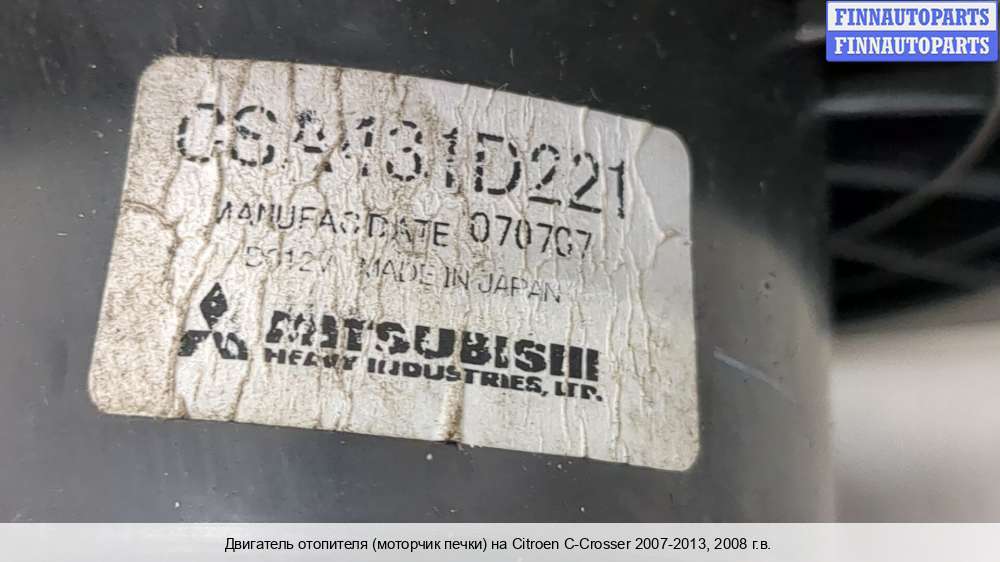 FINNAUTOPARTS
FINNAUTOPARTS
CSA431D221
MANUFAC DATE 070707
DC12V MADE IN JAPAN
MITSUBISHI
HEAVY INDUSTRIES, LTD.
Двигатель отопителя (моторчик печки) на Citroen C-Crosser 2007-2013, 2008 г.в.